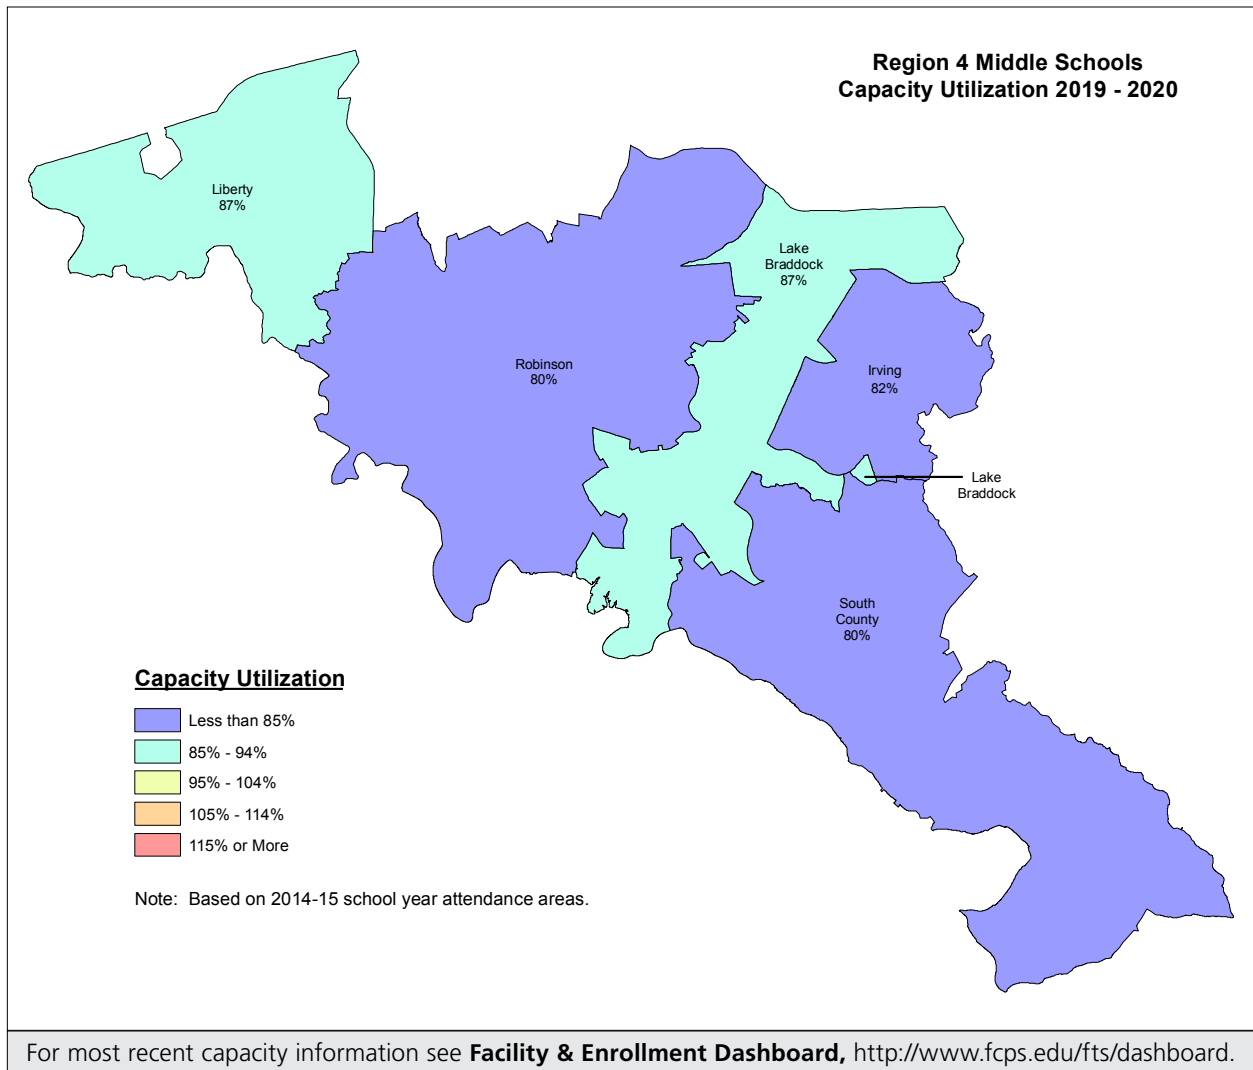 Region 4 Middle Schools
Capacity Utilization 2019 - 2020
Liberty
87%
Lake
Braddock
87%
Robinson
80%
Irving
82%
Lake
Braddock
South
County
80%
Capacity Utilization
Less than 85%
85% - 94%
95% - 104%
105% - 114%
115% or More
Note:  Based on 2014-15 school year attendance areas.
For most recent capacity information see Facility & Enrollment Dashboard, http://www.fcps.edu/fts/dashboard.